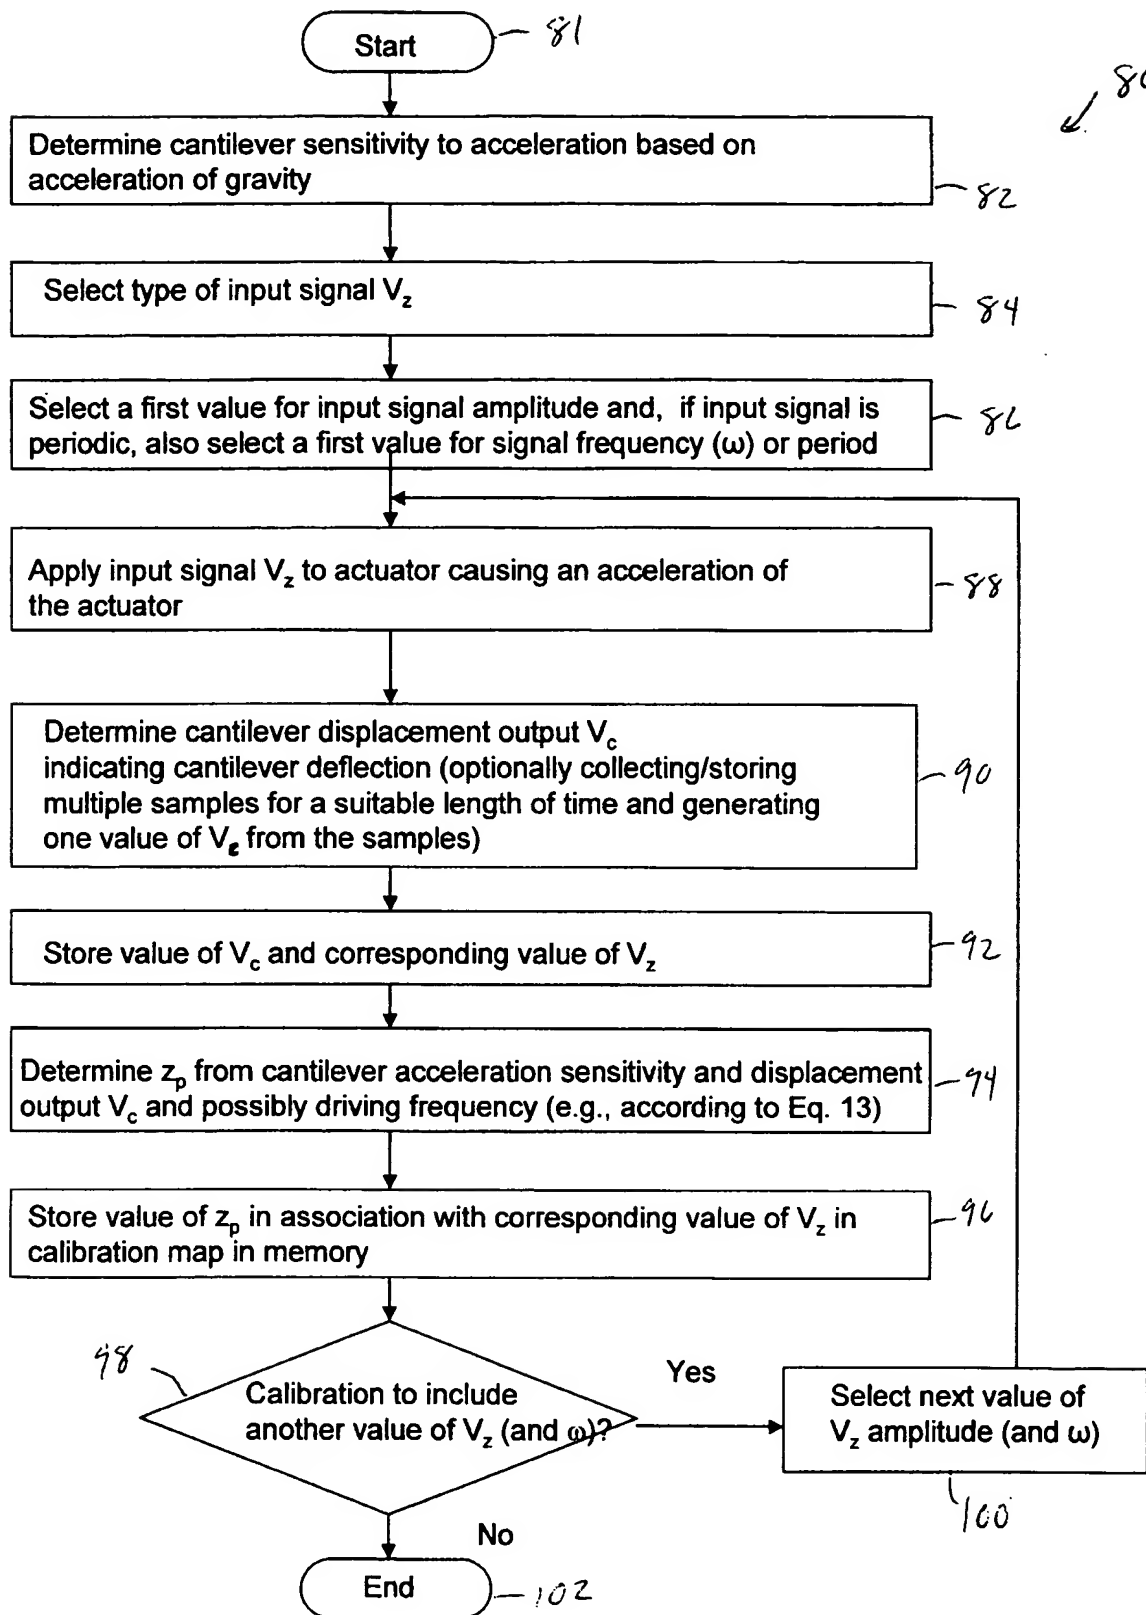 Start
81
80
Determine cantilever sensitivity to acceleration based on
acceleration of gravity
82
Select type of input signal Vz
84
Select a first value for input signal amplitude and, if input signal is
periodic, also select a first value for signal frequency (ω) or period
86
Apply input signal Vz to actuator causing an acceleration of
the actuator
88
Determine cantilever displacement output Vc
indicating cantilever deflection (optionally collecting/storing
multiple samples for a suitable length of time and generating
one value of Vc from the samples)
90
Store value of Vc and corresponding value of Vz
92
Determine zp from cantilever acceleration sensitivity and displacement
output Vc and possibly driving frequency (e.g., according to Eq. 13)
94
Store value of zp in association with corresponding value of Vz in
calibration map in memory
96
98
Calibration to include
another value of Vz (and ω)?
Yes
Select next value of
Vz amplitude (and ω)
100
No
End
102